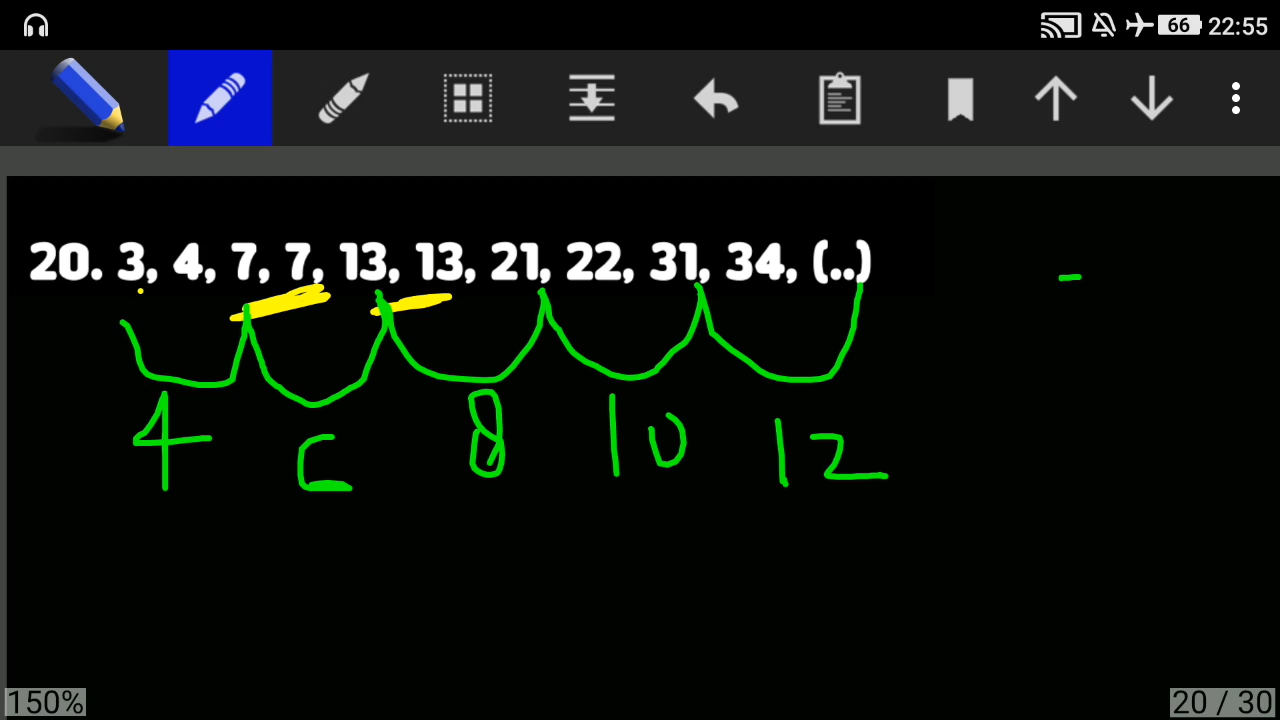 66 22:55
20. 3, 4, 7, 7, 13, 13, 21, 22, 31, 34, (..)
4 6 8 10 12
150% 20 / 30